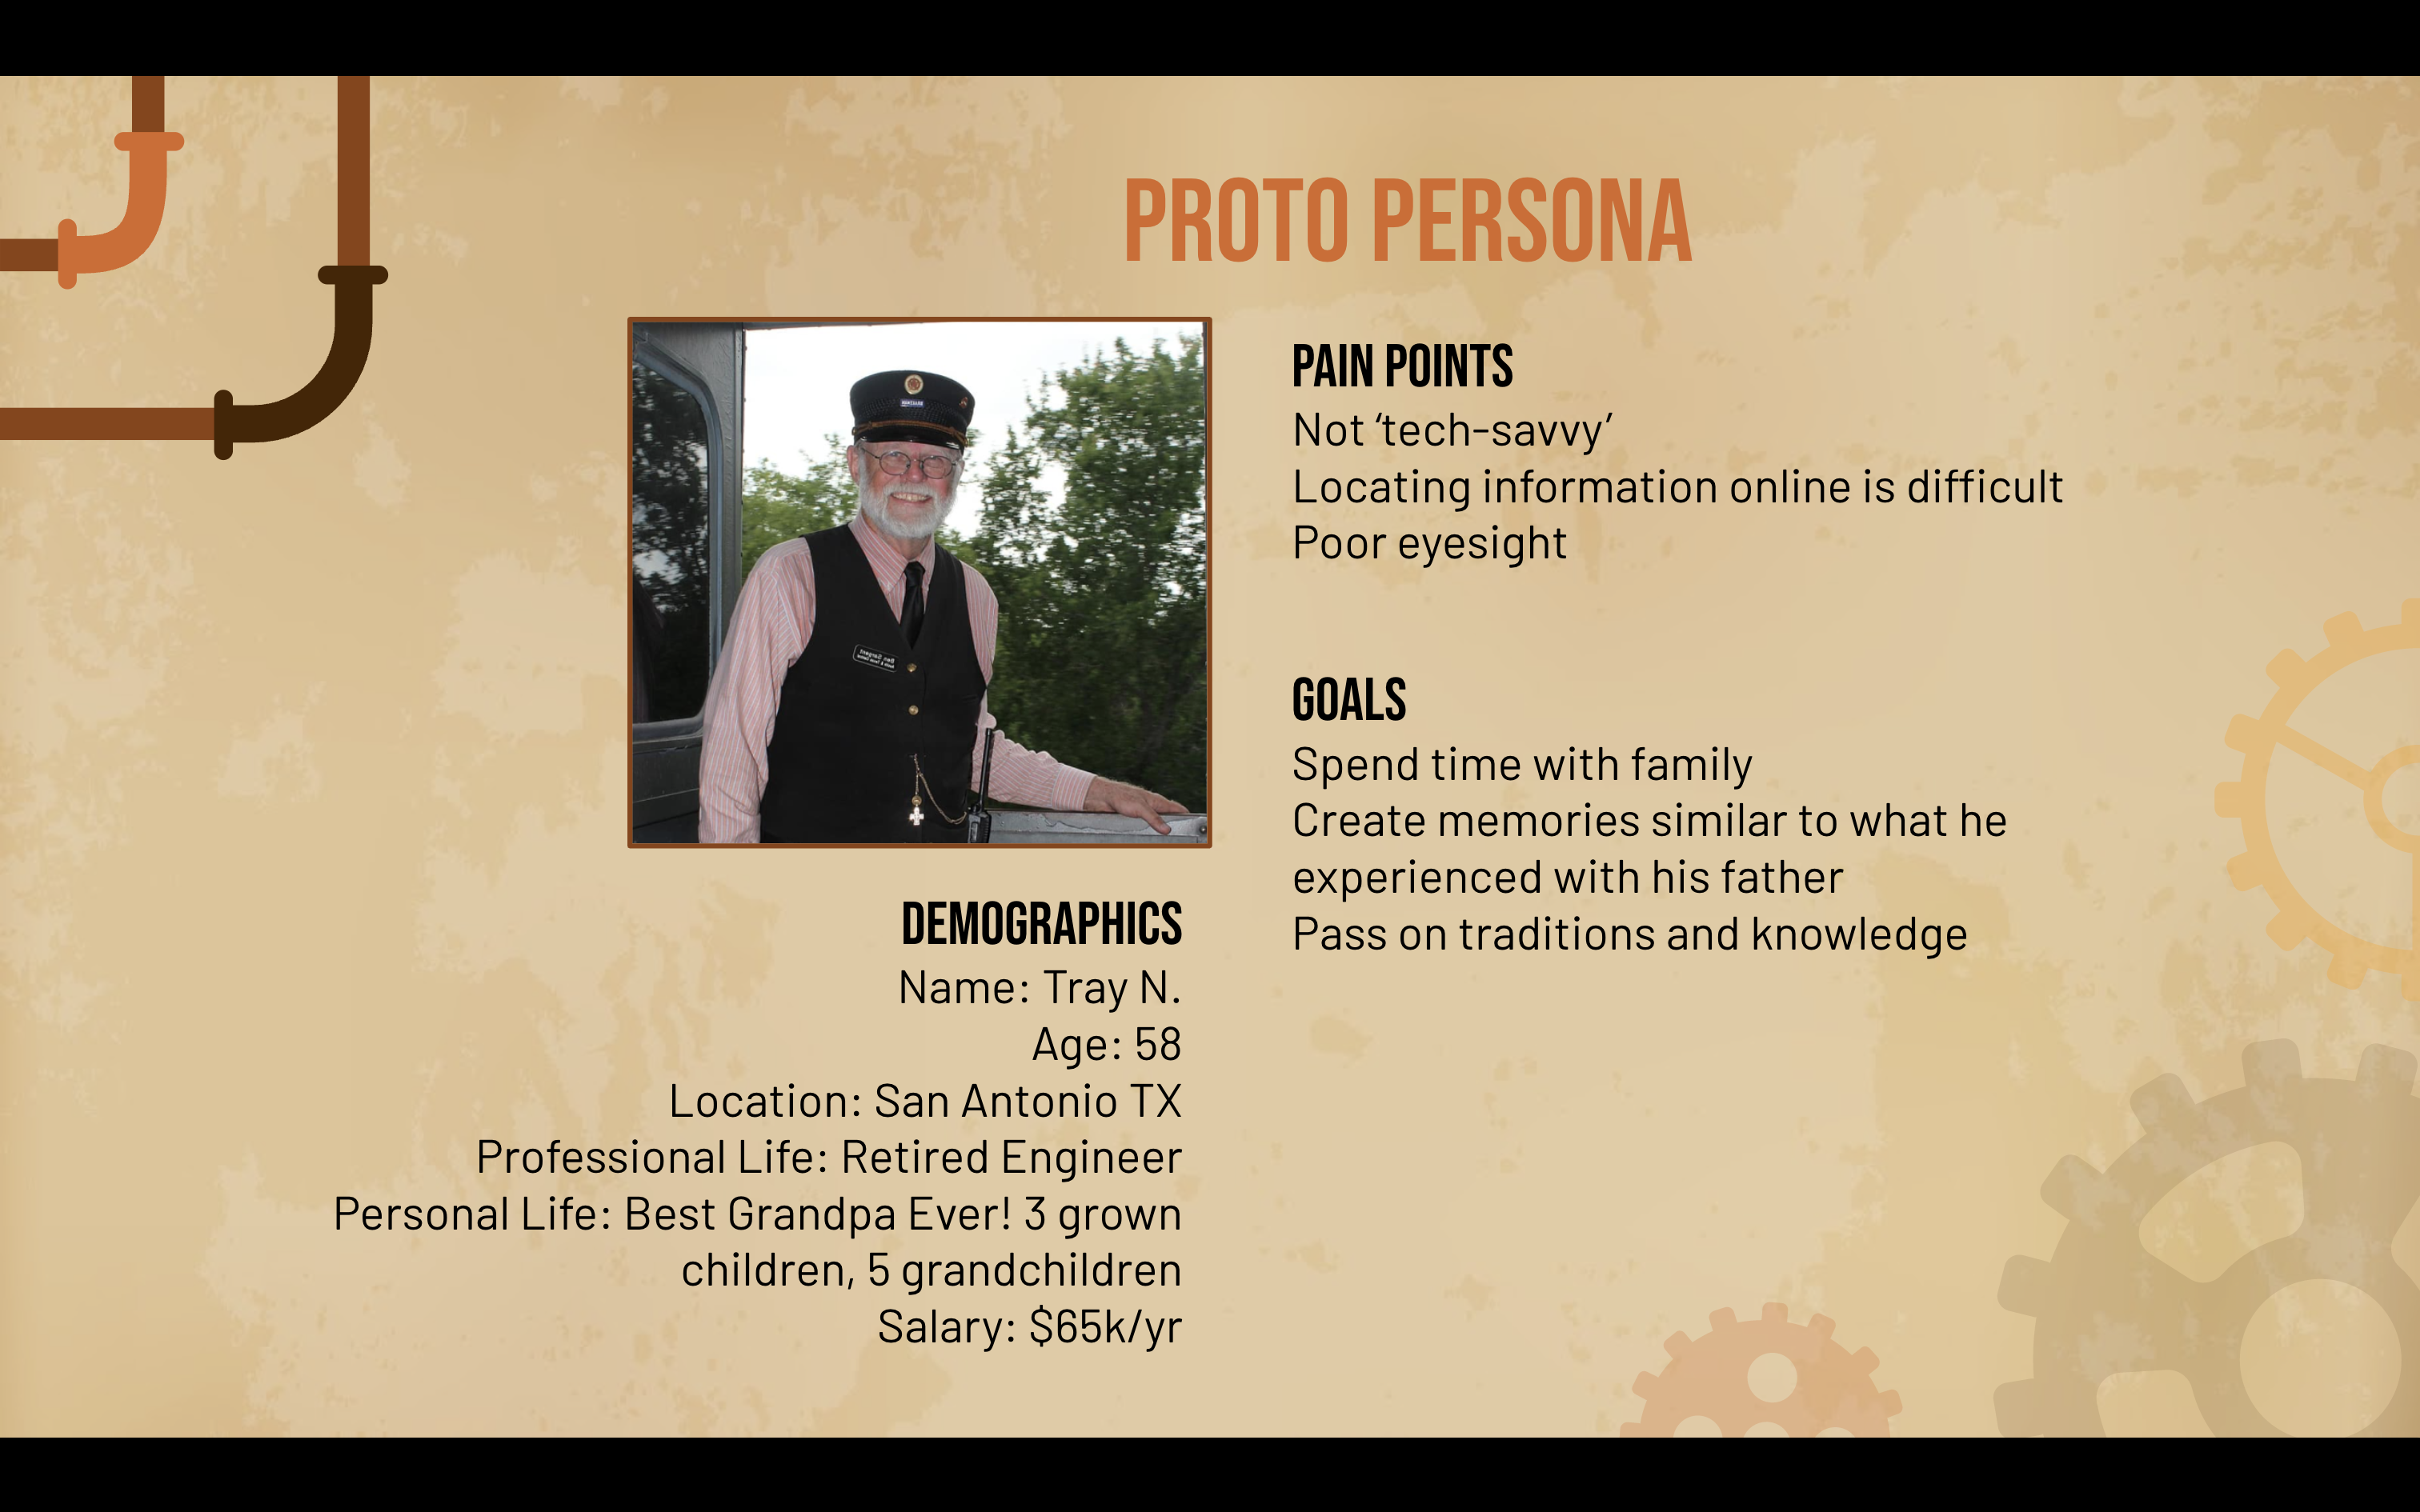 PROTO PERSONA
PAIN POINTS
Not ‘tech-savvy’
Locating information online is difficult
Poor eyesight
GOALS
Spend time with family
Create memories similar to what he
experienced with his father
Pass on traditions and knowledge
DEMOGRAPHICS
Name: Tray N.
Age: 58
Location: San Antonio TX
Professional Life: Retired Engineer
Personal Life: Best Grandpa Ever! 3 grown
children, 5 grandchildren
Salary: $65k/yr